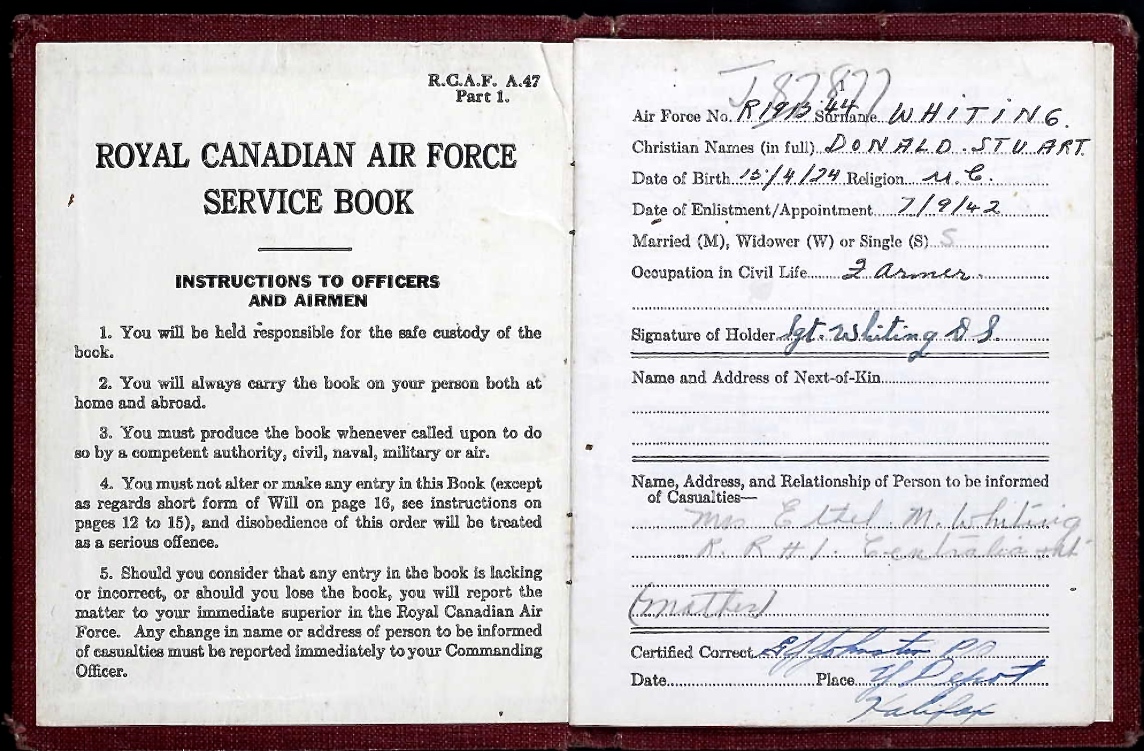 R.C.A.F. A.47
Part 1.
ROYAL CANADIAN AIR FORCE
SERVICE BOOK
INSTRUCTIONS TO OFFICERS
AND AIRMEN
1. You will be held responsible for the safe custody of the
book.
2. You will always carry the book on your person both at
home and abroad.
3. You must produce the book whenever called upon to do
so by a competent authority, civil, naval, military or air.
4. You must not alter or make any entry in this Book (except
as regards short form of Will on page 16, see instructions on
pages 12 to 15), and disobedience of this order will be treated
as a serious offence.
5. Should you consider that any entry in the book is lacking
or incorrect, or should you lose the book, you will report the
matter to your immediate superior in the Royal Canadian Air
Force. Any change in name or address of person to be informed
of casualties must be reported immediately to your Commanding
Officer.
1
J87877
Air Force No. R191344 Surname WHITING.
Christian Names (in full) DONALD. STUART.
Date of Birth 15/4/24 Religion U.C.
Date of Enlistment/Appointment 7/9/42
Married (M), Widower (W) or Single (S) S
Occupation in Civil Life Farmer.
Signature of Holder Sgt. Whiting D S.
Name and Address of Next-of-Kin
Name, Address, and Relationship of Person to be informed
of Casualties—
Mrs Ethel M. Whiting
R. R #1. Centralia Ont
(Mother)
Certified Correct
Date Place Y Depot
Halifax